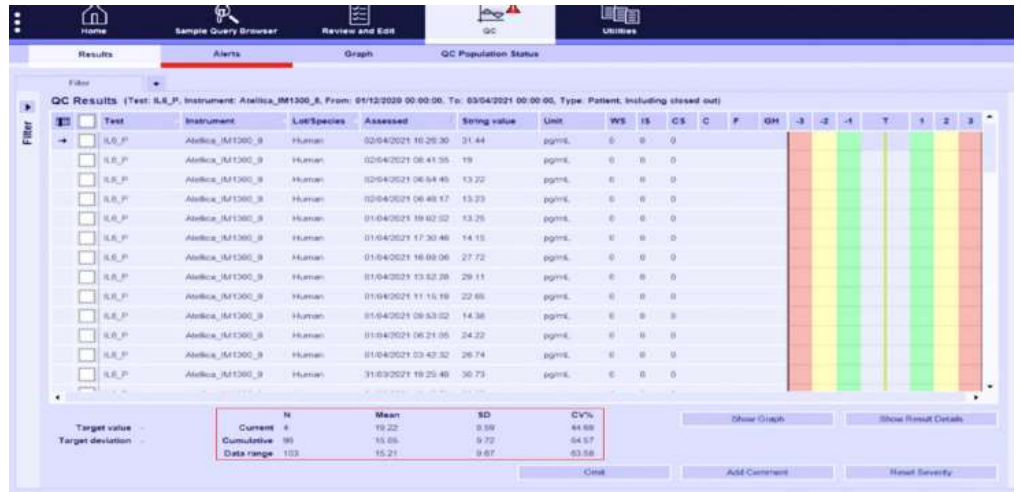 Home Sample Query Browser Review and Edit QC Utilities
Results Alerts Graph QC Population Status
Filter +
QC Results (Test: IL6_P, Instrument: Atellica_IM1300_8, From: 01/12/2020 00:00:00, To: 03/04/2021 00:00:00, Type: Patient, Including closed out)
Filter
Test Instrument Lot/Species Assessed String value Unit WS IS CS C F GH -3 -2 -1 T 1 2 3
IL6_P Atellica_IM1300_8 Human 02/04/2021 10:26:30 31.44 pg/mL 0 0 0
IL6_P Atellica_IM1300_8 Human 02/04/2021 08:41:55 19 pg/mL 0 0 0
IL6_P Atellica_IM1300_8 Human 02/04/2021 06:54:45 13.22 pg/mL 0 0 0
IL6_P Atellica_IM1300_8 Human 02/04/2021 06:48:17 13.23 pg/mL 0 0 0
IL6_P Atellica_IM1300_8 Human 01/04/2021 19:02:02 13.25 pg/mL 0 0 0
IL6_P Atellica_IM1300_8 Human 01/04/2021 17:30:46 14.15 pg/mL 0 0 0
IL6_P Atellica_IM1300_8 Human 01/04/2021 16:09:06 27.72 pg/mL 0 0 0
IL6_P Atellica_IM1300_8 Human 01/04/2021 13:52:28 29.11 pg/mL 0 0 0
IL6_P Atellica_IM1300_8 Human 01/04/2021 11:15:18 22.65 pg/mL 0 0 0
IL6_P Atellica_IM1300_8 Human 01/04/2021 09:53:02 14.38 pg/mL 0 0 0
IL6_P Atellica_IM1300_8 Human 01/04/2021 06:21:05 24.22 pg/mL 0 0 0
IL6_P Atellica_IM1300_8 Human 01/04/2021 03:42:32 26.74 pg/mL 0 0 0
IL6_P Atellica_IM1300_8 Human 31/03/2021 19:25:48 30.73 pg/mL 0 0 0
N Mean SD CV%
Target value - Current 4 19.22 8.59 44.69
Target deviation - Cumulative 99 15.05 9.72 64.57
Data range 103 15.21 9.67 63.58
Show Graph Show Result Details
Omit Add Comment Reset Severity